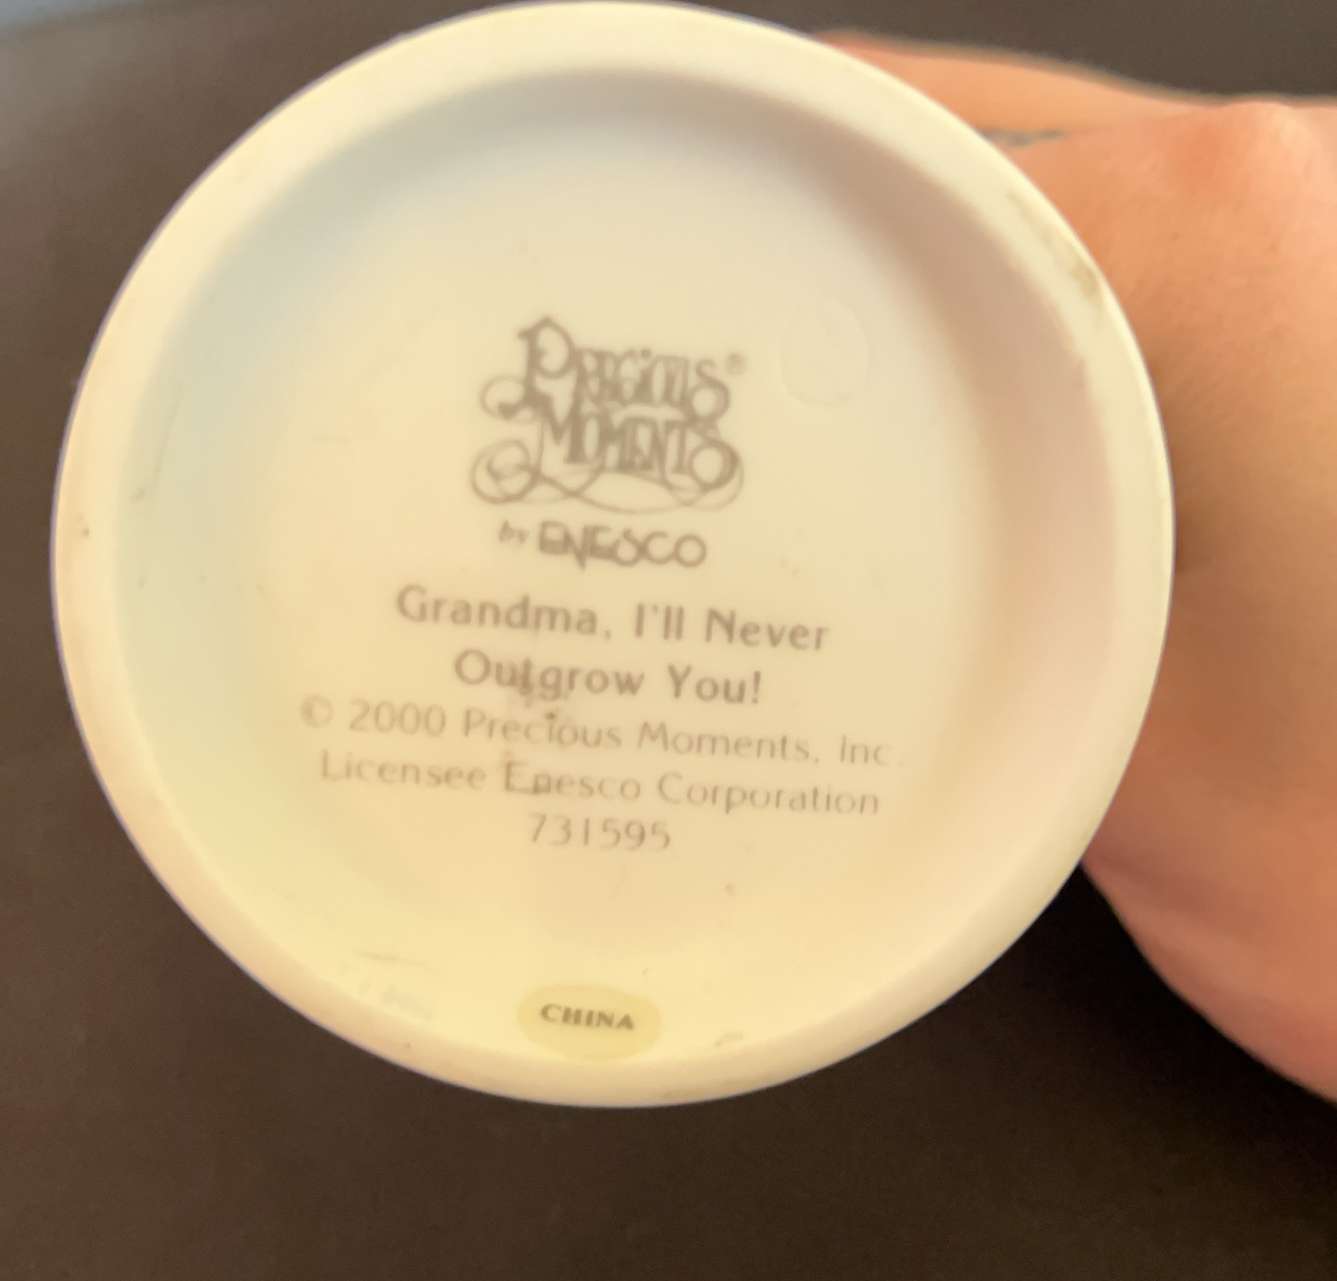 PRECIOUS®
MOMENTS
by ENESCO
Grandma, I'll Never
Outgrow You!
© 2000 Precious Moments, Inc.
Licensee Enesco Corporation
731595
CHINA